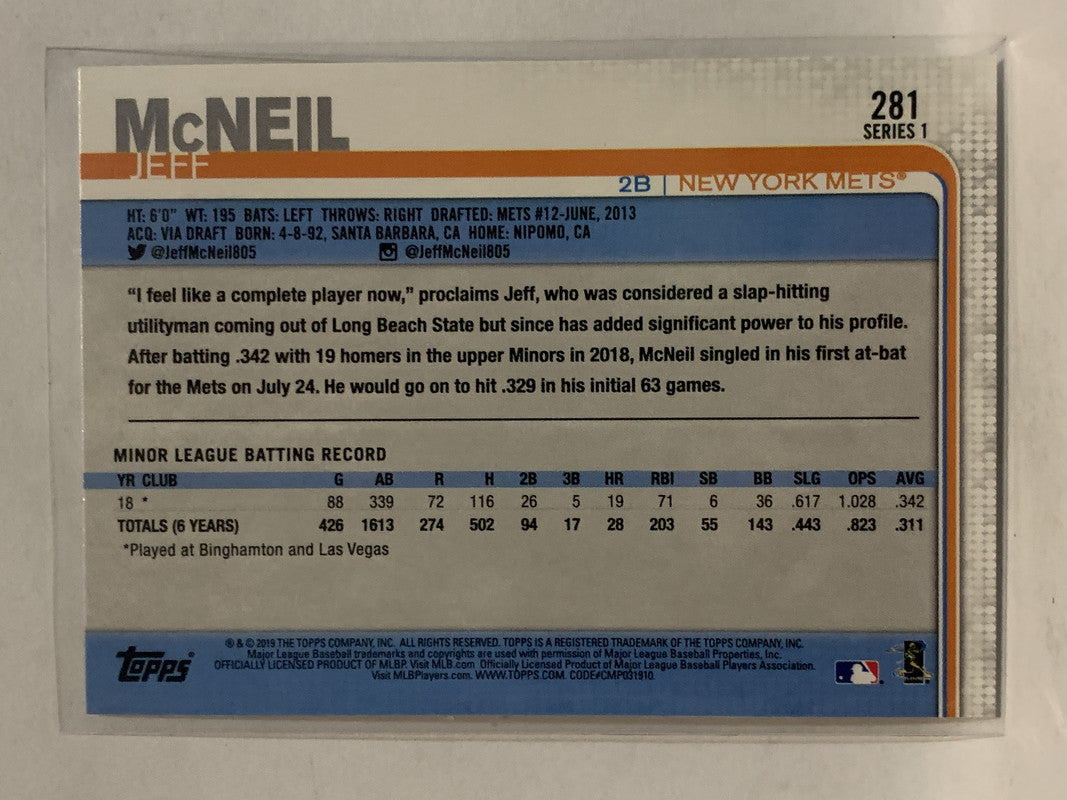 McNEIL
JEFF
281
SERIES 1
2B | NEW YORK METS®
HT: 6'0" WT: 195 BATS: LEFT THROWS: RIGHT DRAFTED: METS #12-JUNE, 2013
ACQ: VIA DRAFT BORN: 4-8-92, SANTA BARBARA, CA HOME: NIPOMO, CA
@JeffMcNeil805 @JeffMcNeil805
“I feel like a complete player now,” proclaims Jeff, who was considered a slap-hitting
utilityman coming out of Long Beach State but since has added significant power to his profile.
After batting .342 with 19 homers in the upper Minors in 2018, McNeil singled in his first at-bat
for the Mets on July 24. He would go on to hit .329 in his initial 63 games.
MINOR LEAGUE BATTING RECORD
YR CLUB G AB R H 2B 3B HR RBI SB BB SLG OPS AVG
18 * 88 339 72 116 26 5 19 71 6 36 .617 1.028 .342
TOTALS (6 YEARS) 426 1613 274 502 94 17 28 203 55 143 .443 .823 .311
*Played at Binghamton and Las Vegas
TOPPS®
® & © 2019 THE TOPPS COMPANY, INC. ALL RIGHTS RESERVED. TOPPS IS A REGISTERED TRADEMARK OF THE TOPPS COMPANY, INC.
Major League Baseball trademarks and copyrights are used with permission of Major League Baseball Properties, Inc.
OFFICIALLY LICENSED PRODUCT OF MLBP. Visit MLB.com Officially Licensed Product of Major League Baseball Players Association.
Visit MLBPlayers.com. WWW.TOPPS.COM. CODE#CMP031910.